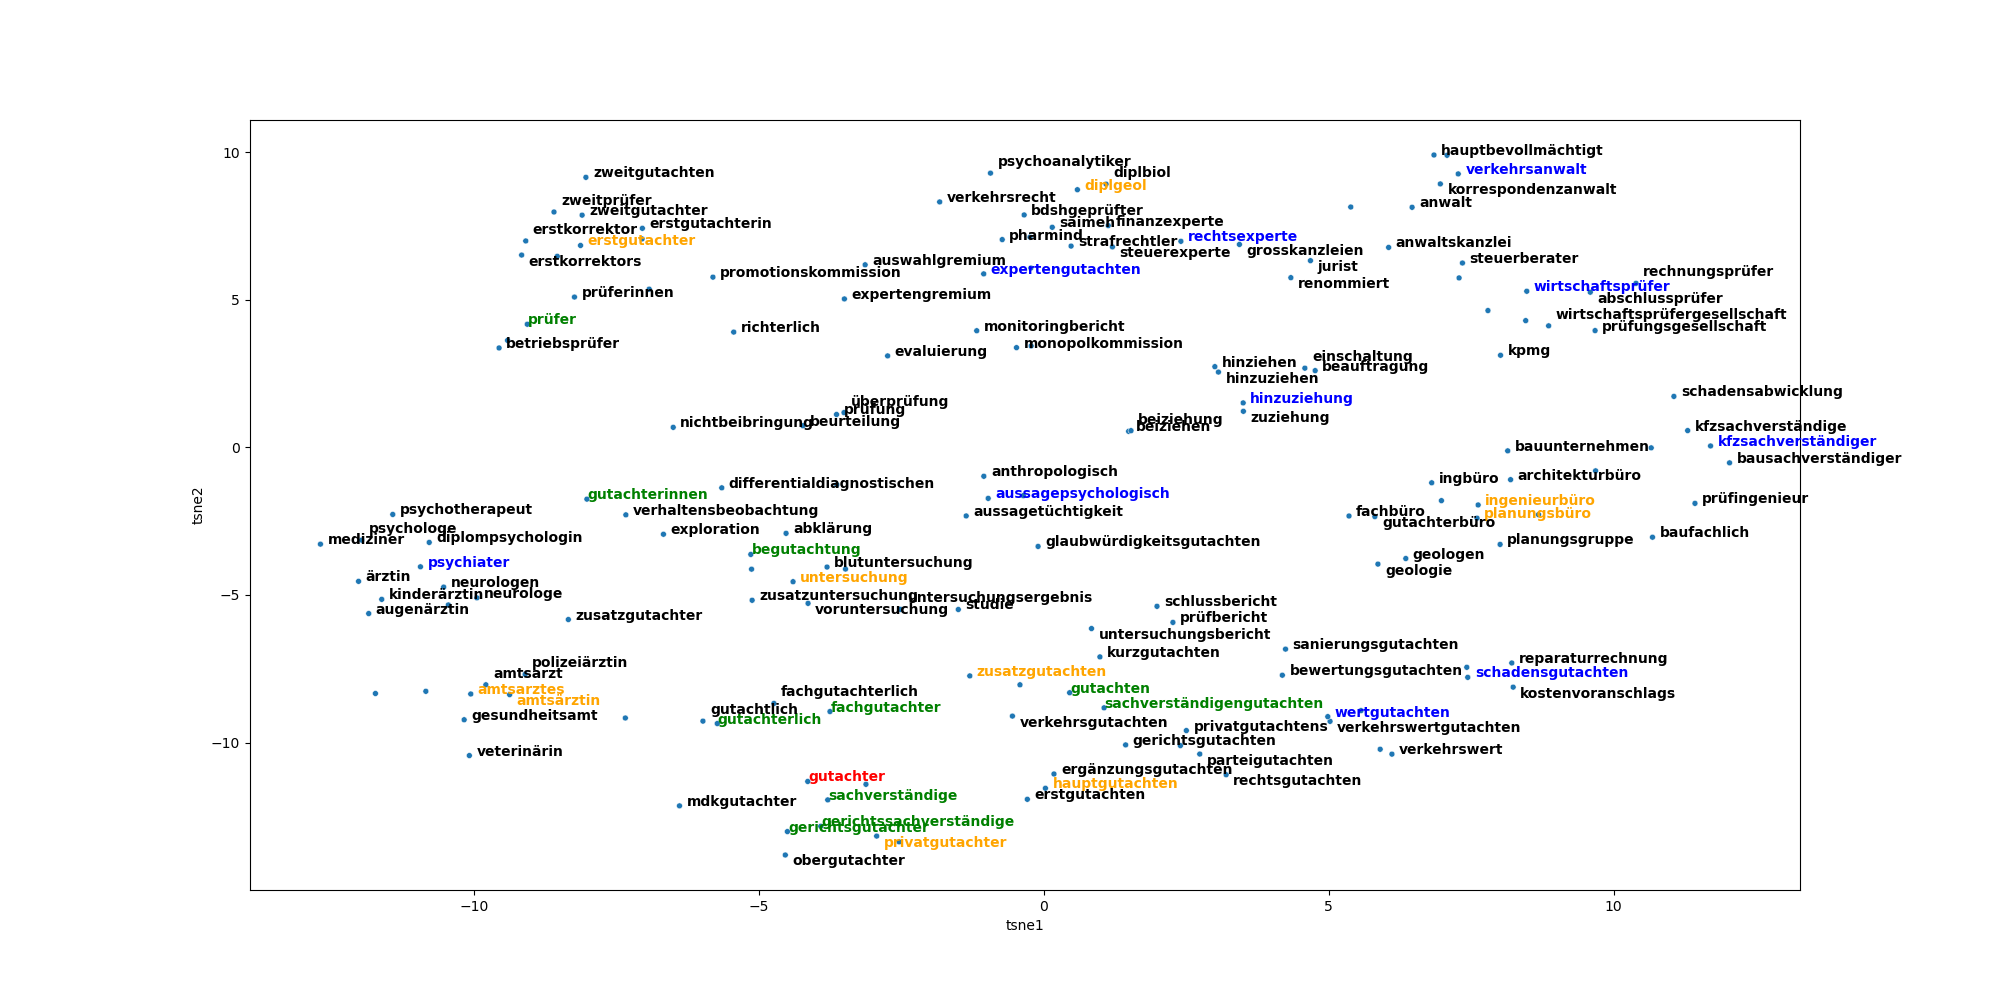 hauptbevollmächtigt
10
psychoanalytiker
verkehrsanwalt
zweitgutachten
diplbiol
diplgeol
korrespondenzanwalt
verkehrsrecht
zweitprüfer
anwalt
zweitgutachter
bdshgeprüfter
erstgutachterin
saimeh
finanzexperte
erstkorrektor
pharmind
rechtsexperte
erstgutachter
strafrechtler
anwaltskanzlei
steuerexperte
grosskanzleien
steuerberater
erstkorrektors
auswahlgremium
jurist
expertengutachten
rechnungsprüfer
promotionskommission
renommiert
wirtschaftsprüfer
prüferinnen
expertengremium
5
abschlussprüfer
wirtschaftsprüfergesellschaft
prüfer
richterlich
monitoringbericht
prüfungsgesellschaft
betriebsprüfer
monopolkommission
evaluierung
kpmg
einschaltung
hinziehen
beauftragung
hinzuziehen
schadensabwicklung
überprüfung
hinzuziehung
prüfung
nichtbeibringung
beurteilung
beiziehung
zuziehung
beiziehen
kfzsachverständige
0
bauunternehmen
kfzsachverständiger
bausachverständiger
anthropologisch
ingbüro
architekturbüro
differentialdiagnostischen
gutachterinnen
aussagepsychologisch
prüfingenieur
ingenieurbüro
psychotherapeut
verhaltensbeobachtung
aussagetüchtigkeit
fachbüro
planungsbüro
gutachterbüro
psychologe
exploration
abklärung
baufachlich
mediziner
diplompsychologin
glaubwürdigkeitsgutachten
planungsgruppe
begutachtung
geologen
psychiater
blutuntersuchung
geologie
ärztin
untersuchung
−5
neurologen
kinderärztin
neurologe
zusatzuntersuchung
untersuchungsergebnis
studie
augenärztin
voruntersuchung
schlussbericht
zusatzgutachter
prüfbericht
untersuchungsbericht
sanierungsgutachten
kurzgutachten
polizeiärztin
reparaturrechnung
amtsarzt
zusatzgutachten
bewertungsgutachten
schadensgutachten
amtsarztes
fachgutachterlich
gutachten
kostenvoranschlags
amtsärztin
gutachtlich
fachgutachter
sachverständigengutachten
gesundheitsamt
gutachterlich
verkehrsgutachten
wertgutachten
privatgutachtens
verkehrswertgutachten
−10
veterinärin
gerichtsgutachten
verkehrswert
parteigutachten
gutachter
ergänzungsgutachten
hauptgutachten
rechtsgutachten
mdkgutachter
sachverständige
erstgutachten
gerichtssachverständige
gerichtsgutachter
privatgutachter
obergutachter
−10
−5
0
5
10
tsne1
tsne2